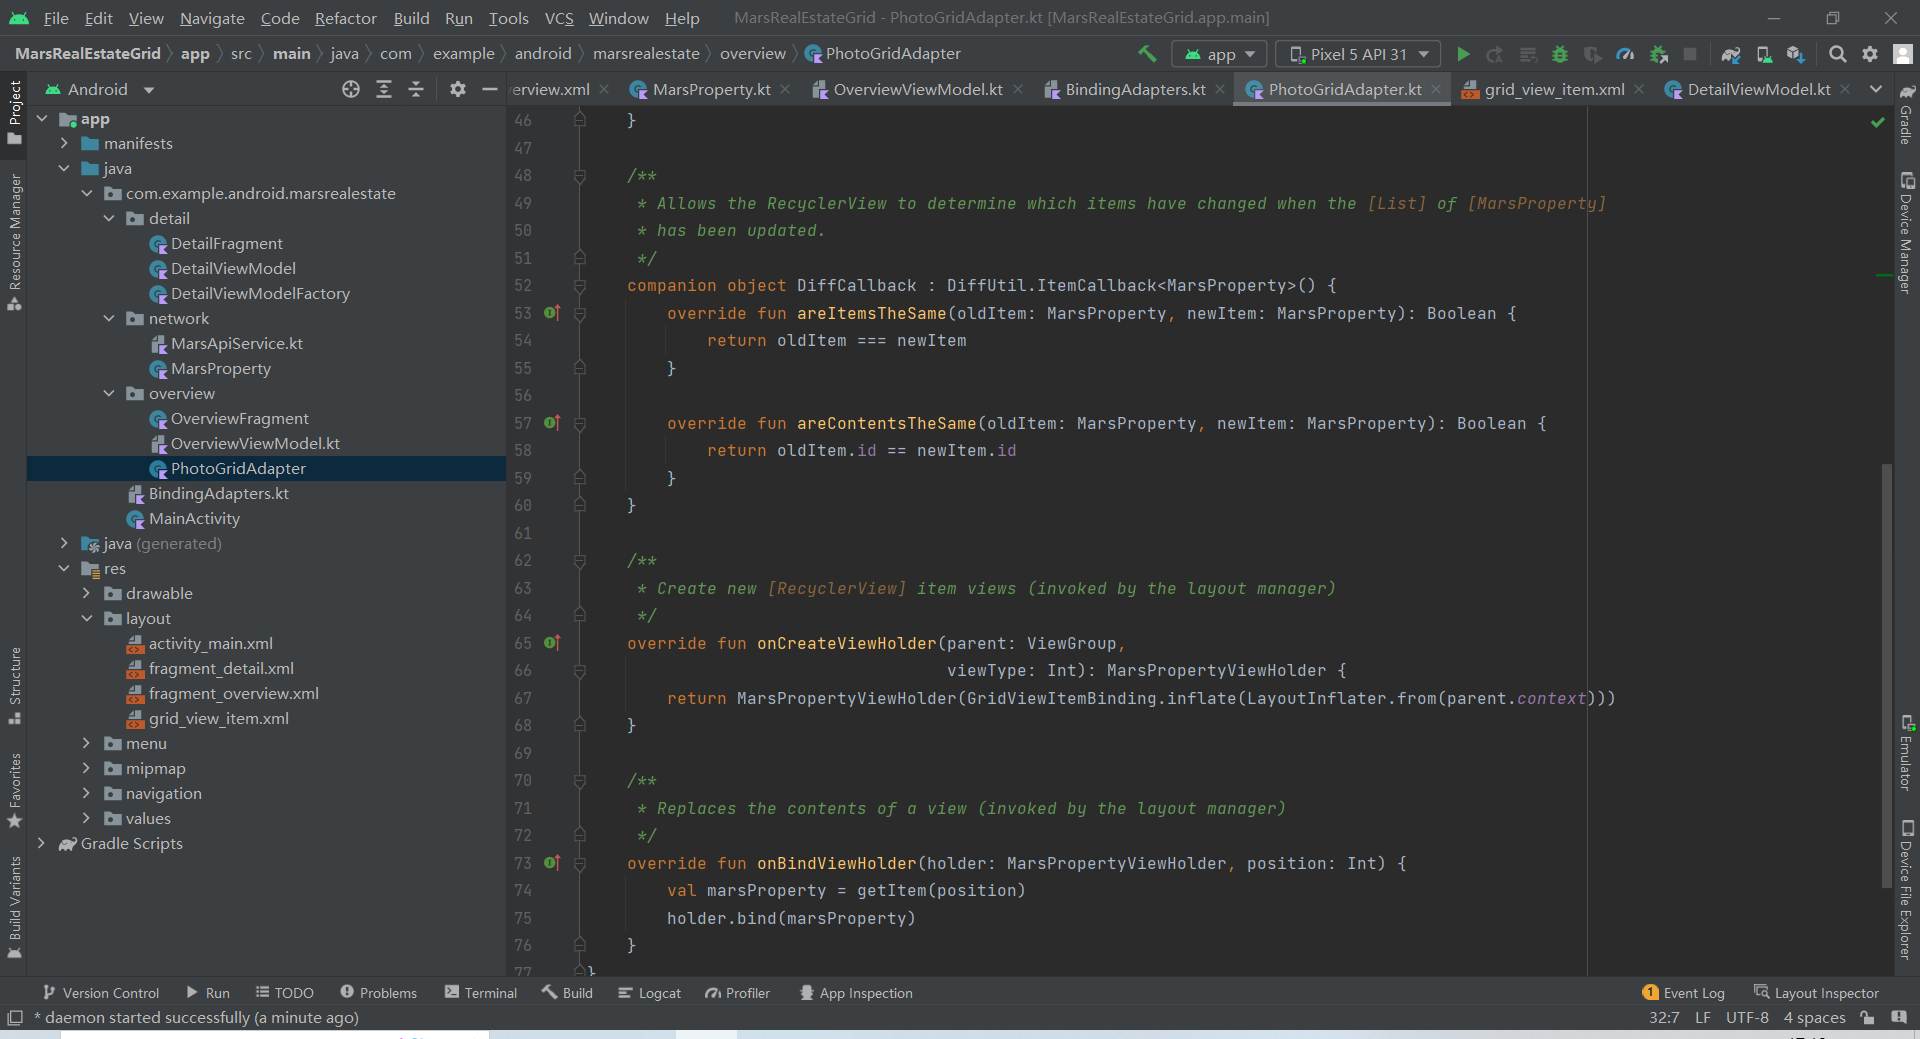 File Edit View Navigate Code Refactor Build Run Tools VCS Window Help MarsRealEstateGrid - PhotoGridAdapter.kt [MarsRealEstateGrid.app.main]
MarsRealEstateGrid app src main java com example android marsrealestate overview PhotoGridAdapter app Pixel 5 API 31
Project
Resource Manager
Structure
Favorites
Build Variants
Android
app
manifests
java
com.example.android.marsrealestate
detail
DetailFragment
DetailViewModel
DetailViewModelFactory
network
MarsApiService.kt
MarsProperty
overview
OverviewFragment
OverviewViewModel.kt
PhotoGridAdapter
BindingAdapters.kt
MainActivity
java (generated)
res
drawable
layout
activity_main.xml
fragment_detail.xml
fragment_overview.xml
grid_view_item.xml
menu
mipmap
navigation
values
Gradle Scripts
erview.xml MarsProperty.kt OverviewViewModel.kt BindingAdapters.kt PhotoGridAdapter.kt grid_view_item.xml DetailViewModel.kt
46 }
47
48 /**
49 * Allows the RecyclerView to determine which items have changed when the [List] of [MarsProperty]
50 * has been updated.
51 */
52 companion object DiffCallback : DiffUtil.ItemCallback<MarsProperty>() {
53 override fun areItemsTheSame(oldItem: MarsProperty, newItem: MarsProperty): Boolean {
54 return oldItem === newItem
55 }
56
57 override fun areContentsTheSame(oldItem: MarsProperty, newItem: MarsProperty): Boolean {
58 return oldItem.id == newItem.id
59 }
60 }
61
62 /**
63 * Create new [RecyclerView] item views (invoked by the layout manager)
64 */
65 override fun onCreateViewHolder(parent: ViewGroup,
66 viewType: Int): MarsPropertyViewHolder {
67 return MarsPropertyViewHolder(GridViewItemBinding.inflate(LayoutInflater.from(parent.context)))
68 }
69
70 /**
71 * Replaces the contents of a view (invoked by the layout manager)
72 */
73 override fun onBindViewHolder(holder: MarsPropertyViewHolder, position: Int) {
74 val marsProperty = getItem(position)
75 holder.bind(marsProperty)
76 }
77 }
Gradle
Device Manager
Emulator
Device File Explorer
Version Control Run TODO Problems Terminal Build Logcat Profiler App Inspection 1 Event Log Layout Inspector
* daemon started successfully (a minute ago) 32:7 LF UTF-8 4 spaces